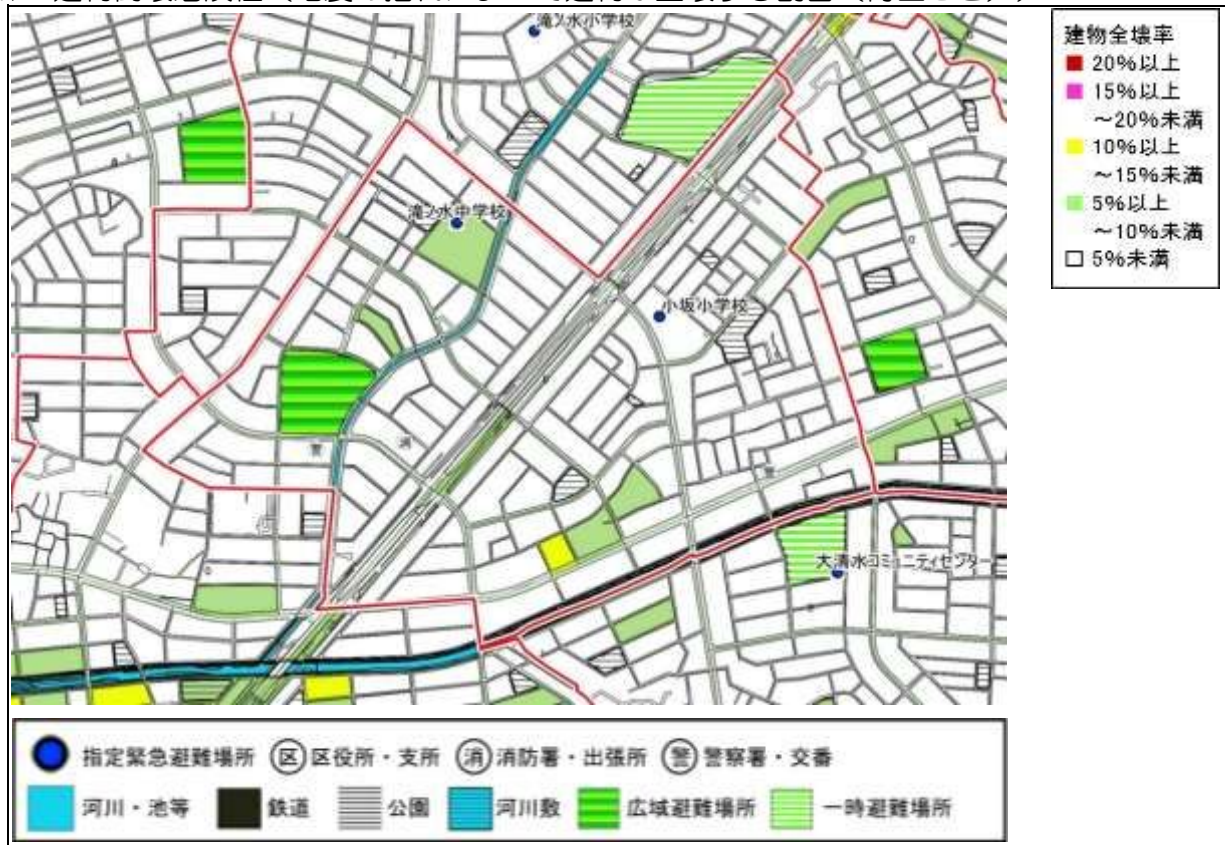 滝ノ水小学校
滝ノ水中学校
小坂小学校
大清水コミュニティセンター
消
建物全壊率
20%以上
15%以上
～20%未満
10%以上
～15%未満
5%以上
～10%未満
5%未満
指定緊急避難場所 区 区役所・支所 消 消防署・出張所 警 警察署・交番
河川・池等 鉄道 公園 河川敷 広域避難場所 一時避難場所